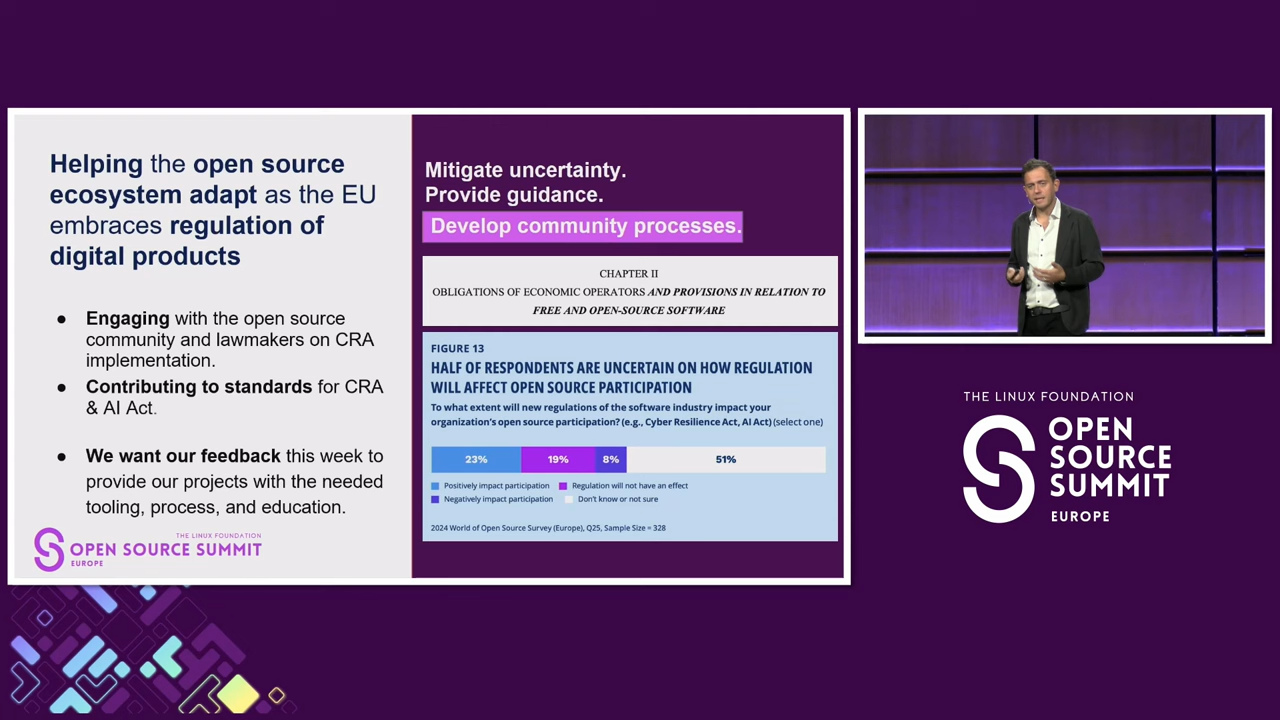 Helping the open source
ecosystem adapt as the EU
embraces regulation of
digital products
● Engaging with the open source
community and lawmakers on CRA
implementation.
● Contributing to standards for CRA
& AI Act.
● We want our feedback this week to
provide our projects with the needed
tooling, process, and education.
THE LINUX FOUNDATION
OPEN SOURCE SUMMIT
EUROPE
Mitigate uncertainty.
Provide guidance.
Develop community processes.
CHAPTER II
OBLIGATIONS OF ECONOMIC OPERATORS AND PROVISIONS IN RELATION TO
FREE AND OPEN-SOURCE SOFTWARE
FIGURE 13
HALF OF RESPONDENTS ARE UNCERTAIN ON HOW REGULATION
WILL AFFECT OPEN SOURCE PARTICIPATION
To what extent will new regulations of the software industry impact your
organization's open source participation? (e.g., Cyber Resilience Act, AI Act) (select one)
23% 19% 8% 51%
Positively impact participation Regulation will not have an effect
Negatively impact participation Don't know or not sure
2024 World of Open Source Survey (Europe), Q25, Sample Size = 328
THE LINUX FOUNDATION
OPEN
SOURCE
SUMMIT
EUROPE